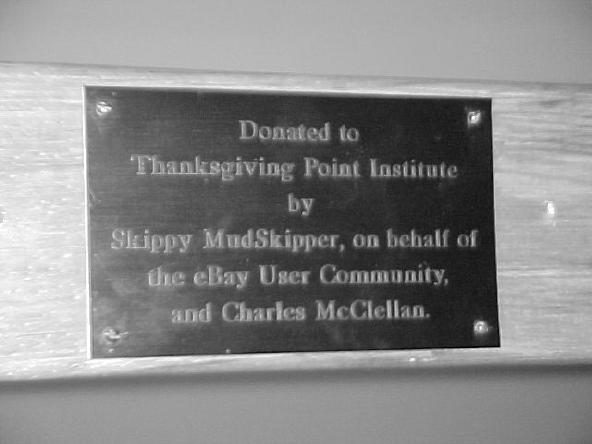 Donated to
Thanksgiving Point Institute
by
Skippy MudSkipper, on behalf of
the eBay User Community,
and Charles McClellan.